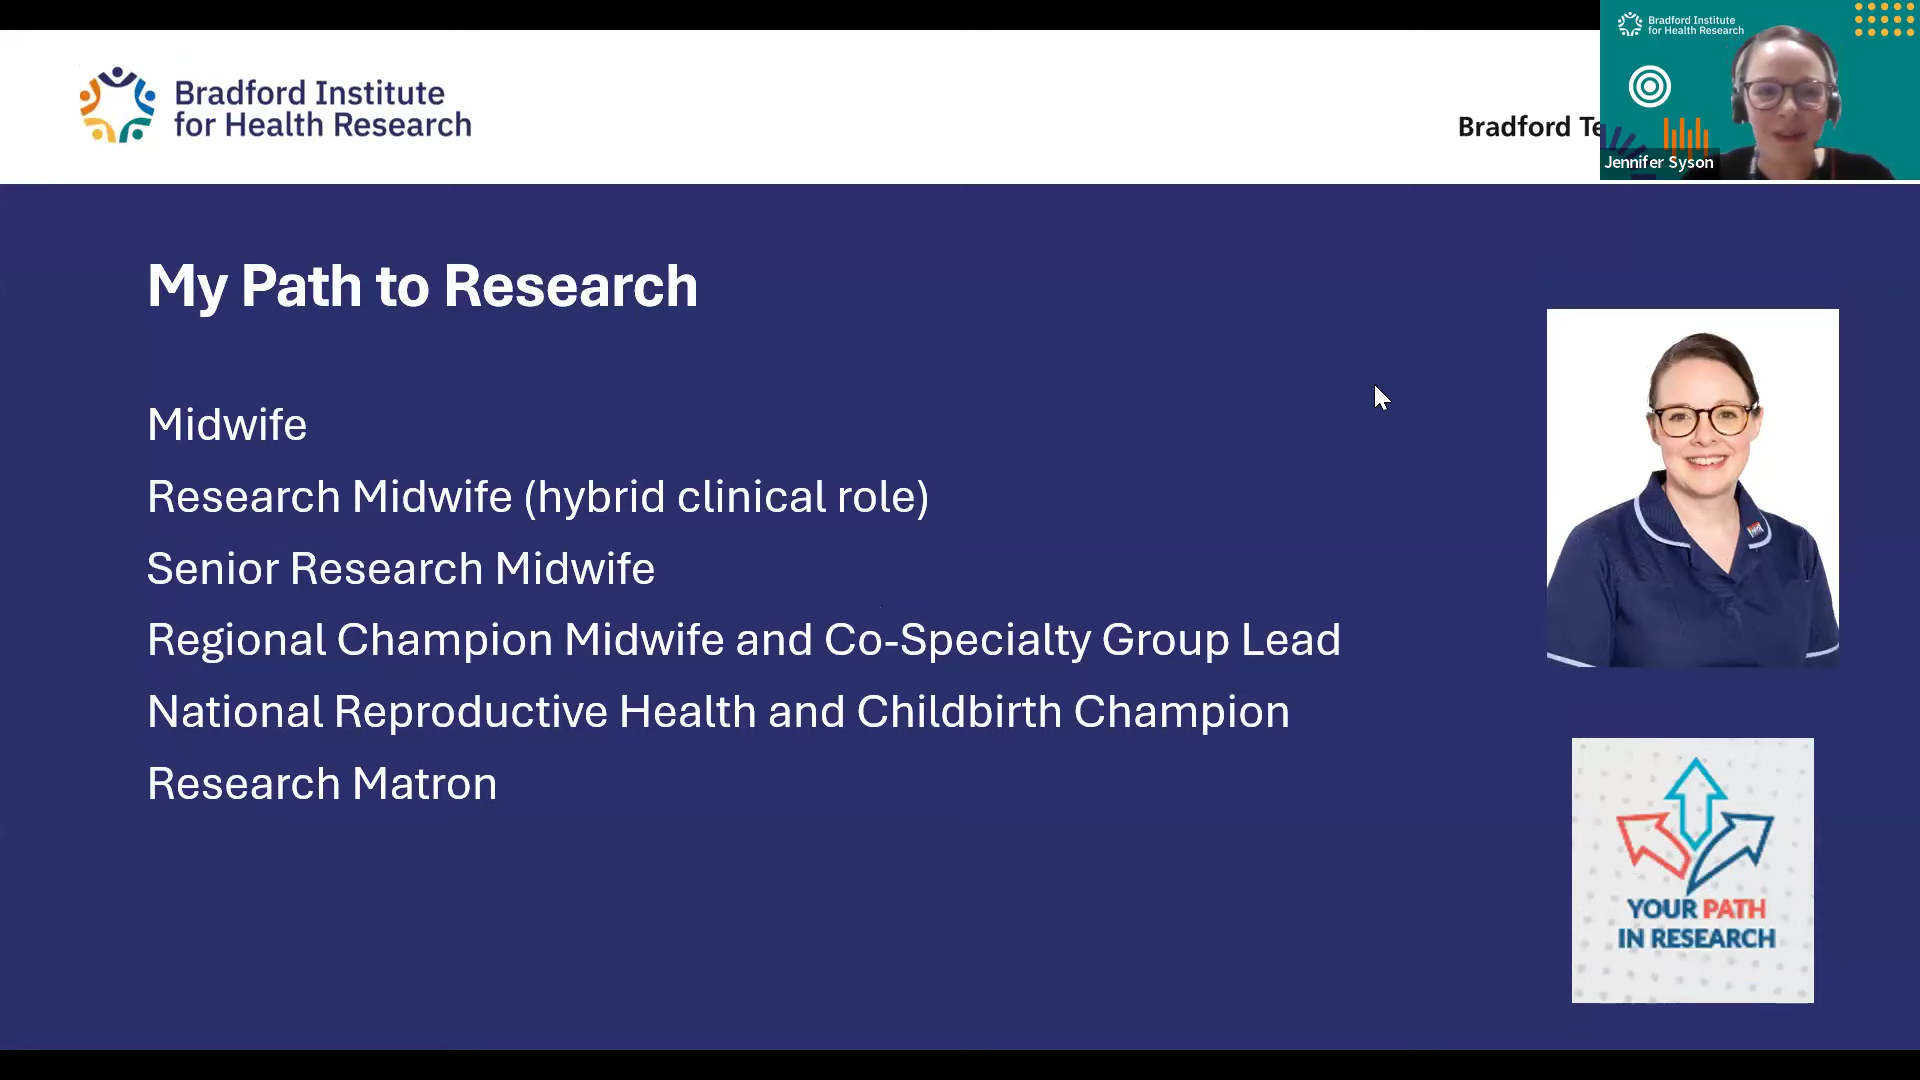 Bradford Institute
for Health Research
Bradford Te
Bradford Institute
for Health Research
Jennifer Syson
My Path to Research
Midwife
Research Midwife (hybrid clinical role)
Senior Research Midwife
Regional Champion Midwife and Co-Specialty Group Lead
National Reproductive Health and Childbirth Champion
Research Matron
YOUR PATH
IN RESEARCH